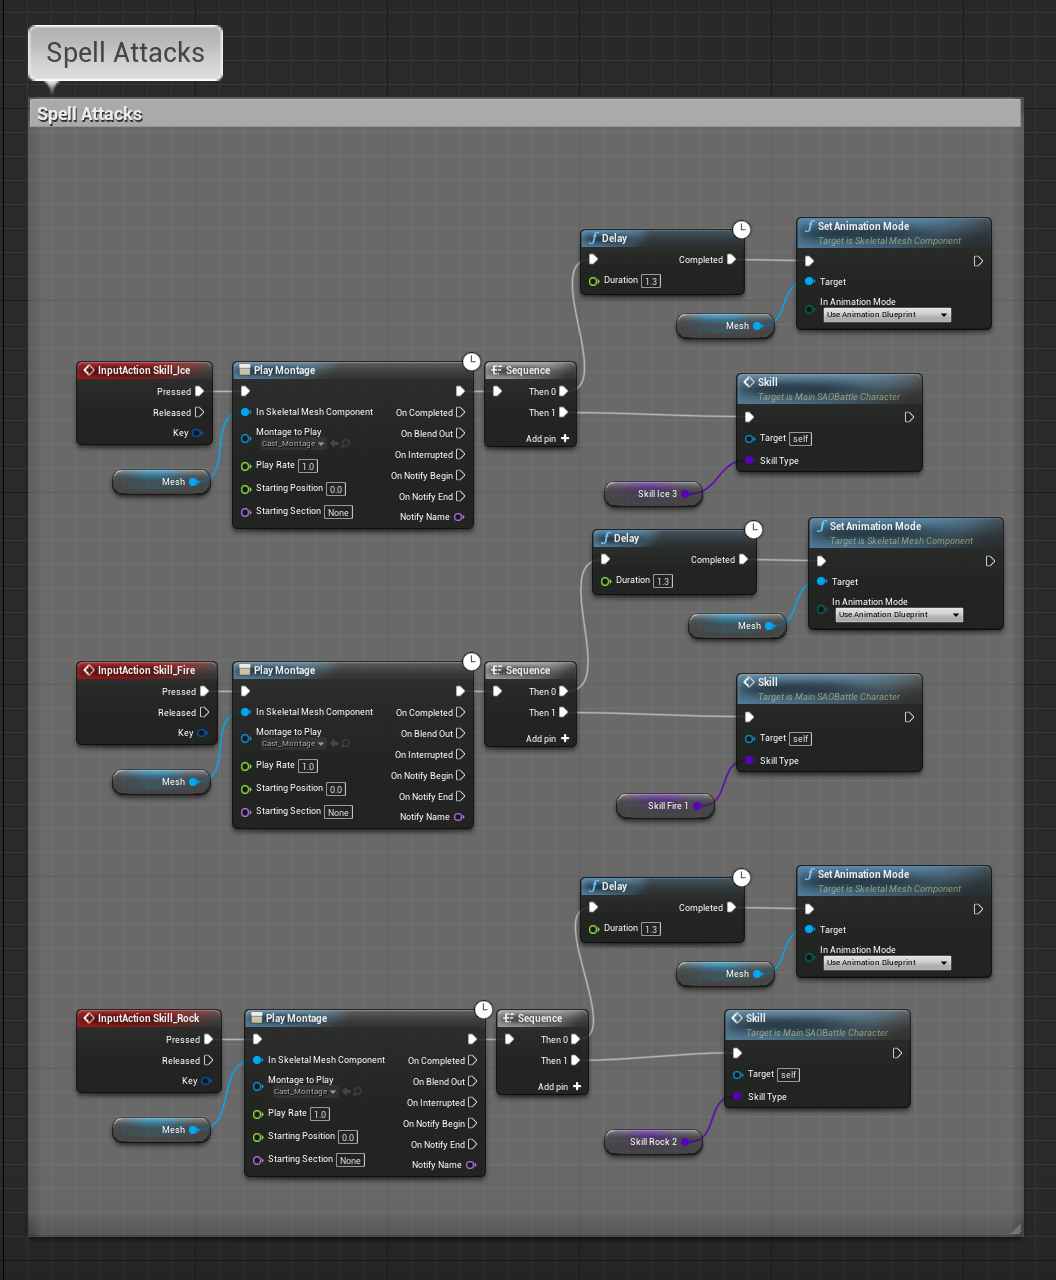 Spell Attacks
Spell Attacks
Delay
Completed
Duration 1.3
Set Animation Mode
Target is Skeletal Mesh Component
Target
In Animation Mode
Use Animation Blueprint
Mesh
InputAction Skill_Ice
Pressed
Released
Key
Mesh
Play Montage
In Skeletal Mesh Component
On Completed
Montage to Play
Cast_Montage
On Blend Out
On Interrupted
Play Rate 1.0
On Notify Begin
Starting Position 0.0
On Notify End
Starting Section None
Notify Name
Sequence
Then 0
Then 1
Add pin
Skill
Target is Main SAOBattle Character
Target self
Skill Type
Skill Ice 3
Delay
Completed
Duration 1.3
Set Animation Mode
Target is Skeletal Mesh Component
Target
In Animation Mode
Use Animation Blueprint
Mesh
InputAction Skill_Fire
Pressed
Released
Key
Mesh
Play Montage
In Skeletal Mesh Component
On Completed
Montage to Play
Cast_Montage
On Blend Out
On Interrupted
Play Rate 1.0
On Notify Begin
Starting Position 0.0
On Notify End
Starting Section None
Notify Name
Sequence
Then 0
Then 1
Add pin
Skill
Target is Main SAOBattle Character
Target self
Skill Type
Skill Fire 1
Delay
Completed
Duration 1.3
Set Animation Mode
Target is Skeletal Mesh Component
Target
In Animation Mode
Use Animation Blueprint
Mesh
InputAction Skill_Rock
Pressed
Released
Key
Mesh
Play Montage
In Skeletal Mesh Component
On Completed
Montage to Play
Cast_Montage
On Blend Out
On Interrupted
Play Rate 1.0
On Notify Begin
Starting Position 0.0
On Notify End
Starting Section None
Notify Name
Sequence
Then 0
Then 1
Add pin
Skill
Target is Main SAOBattle Character
Target self
Skill Type
Skill Rock 2